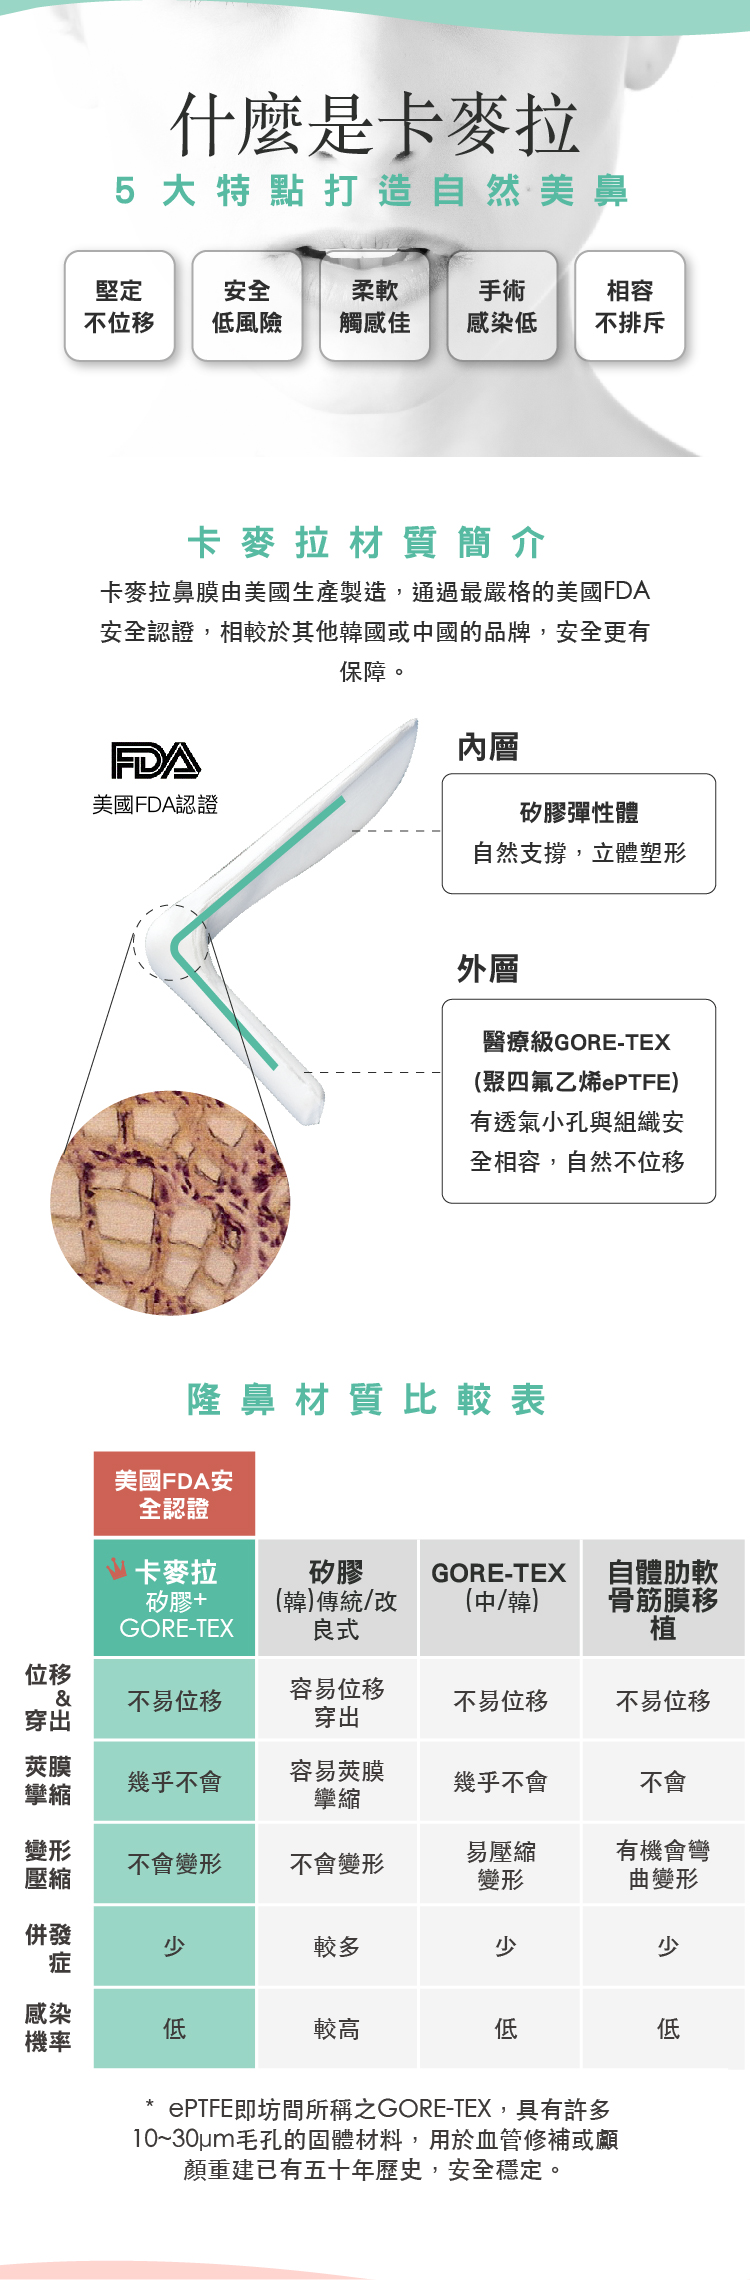 什麼是卡麥拉
5 大特點打造自然美鼻
堅定
不位移
安全
低風險
柔軟
觸感佳
手術
感染低
相容
不排斥
卡麥拉材質簡介
卡麥拉鼻膜由美國生產製造，通過最嚴格的美國FDA
安全認證，相較於其他韓國或中國的品牌，安全更有
保障。
FDA
美國FDA認證
內層
矽膠彈性體
自然支撐，立體塑形
外層
醫療級GORE-TEX
(聚四氟乙烯ePTFE)
有透氣小孔與組織安
全相容，自然不位移
隆鼻材質比較表
美國FDA安
全認證
卡麥拉
矽膠+
GORE-TEX
矽膠
(韓)傳統/改
良式
GORE-TEX
(中/韓)
自體肋軟
骨筋膜移
植
位移
&
穿出
不易位移
容易位移
穿出
不易位移
不易位移
莢膜
攣縮
幾乎不會
容易莢膜
攣縮
幾乎不會
不會
變形
壓縮
不會變形
不會變形
易壓縮
變形
有機會彎
曲變形
併發
症
少
較多
少
少
感染
機率
低
較高
低
低
* ePTFE即坊間所稱之GORE-TEX，具有許多
10~30μm毛孔的固體材料，用於血管修補或顱
顏重建已有五十年歷史，安全穩定。